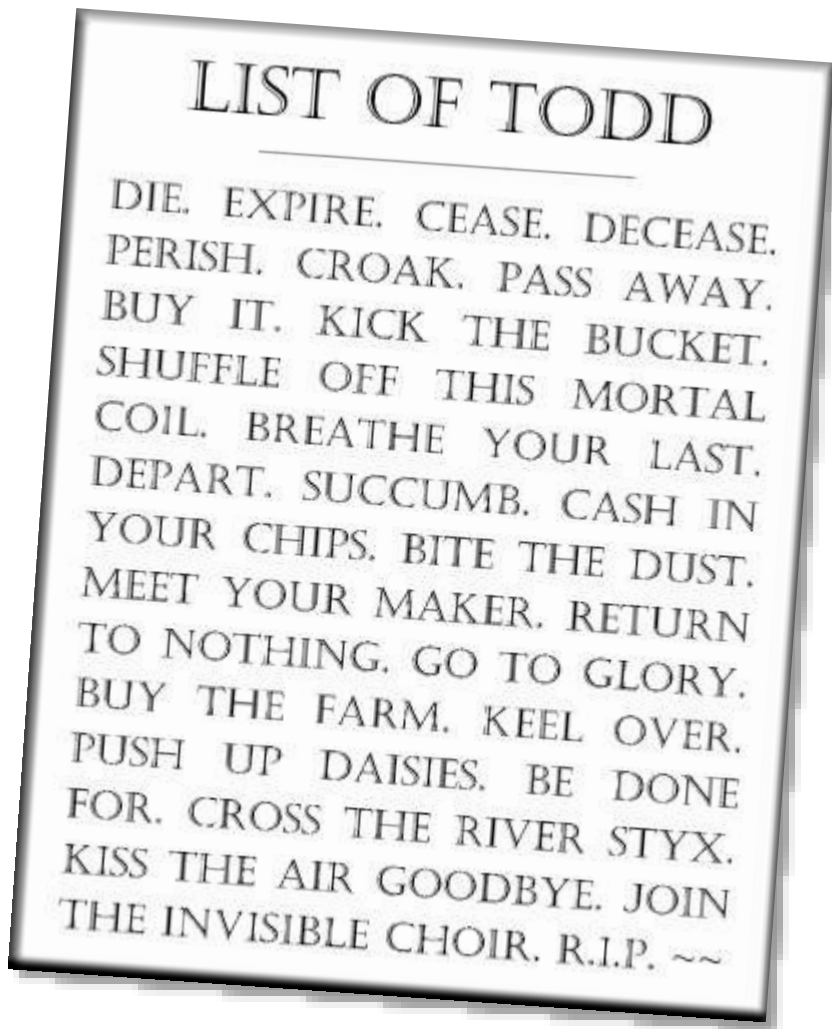 LIST OF TODD
DIE. EXPIRE. CEASE. DECEASE.
PERISH. CROAK. PASS AWAY.
BUY IT. KICK THE BUCKET.
SHUFFLE OFF THIS MORTAL
COIL. BREATHE YOUR LAST.
DEPART. SUCCUMB. CASH IN
YOUR CHIPS. BITE THE DUST.
MEET YOUR MAKER. RETURN
TO NOTHING. GO TO GLORY.
BUY THE FARM. KEEL OVER.
PUSH UP DAISIES. BE DONE
FOR. CROSS THE RIVER STYX.
KISS THE AIR GOODBYE. JOIN
THE INVISIBLE CHOIR. R.I.P. ~~